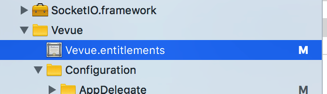 SocketIO.framework
Vevue
Vevue.entitlements M
Configuration
AppDelegate M